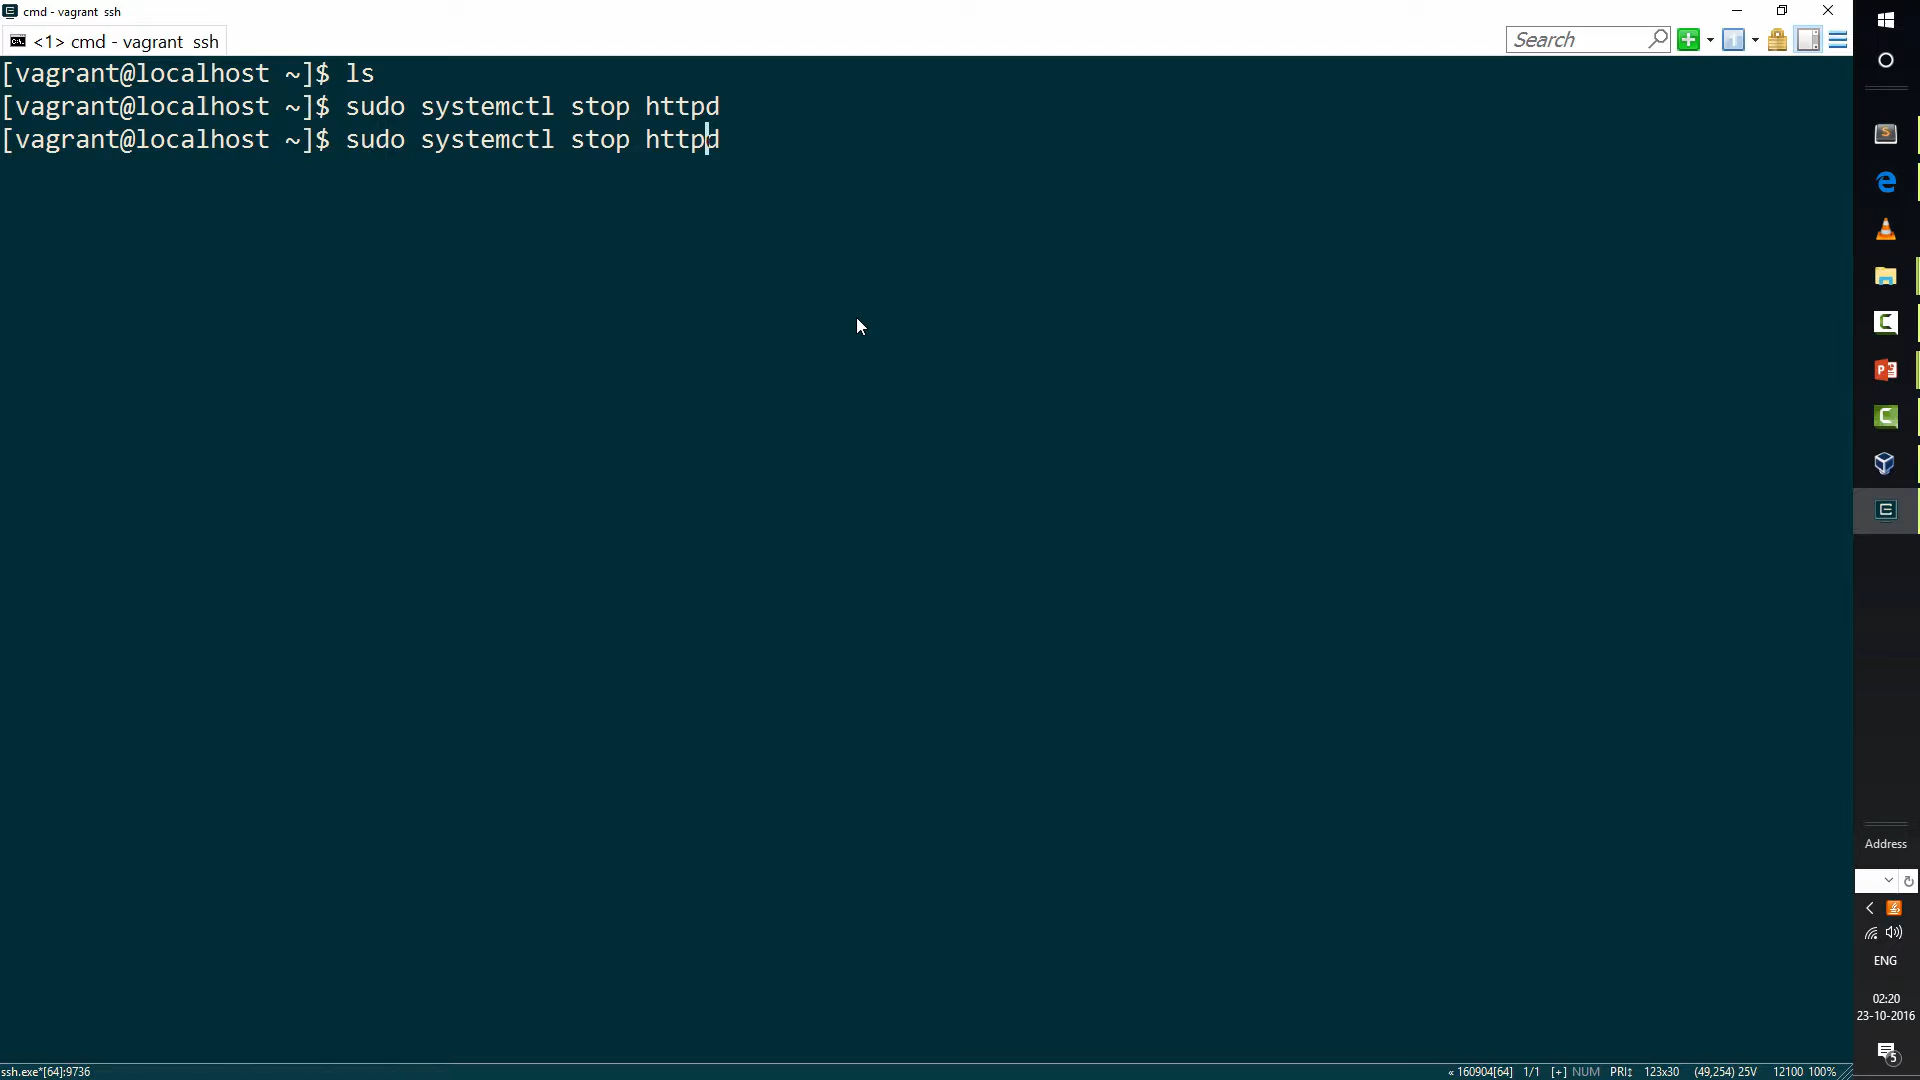 cmd - vagrant  ssh
<1> cmd - vagrant  ssh
Search
[vagrant@localhost ~]$ ls
[vagrant@localhost ~]$ sudo systemctl stop httpd
[vagrant@localhost ~]$ sudo systemctl stop httpd
Address
ENG
02:20
23-10-2016
5
ssh.exe*[64]:9736
« 160904[64]  1/1  [+] NUM  PRI↕  123x30  (49,254) 25V  12100 100%